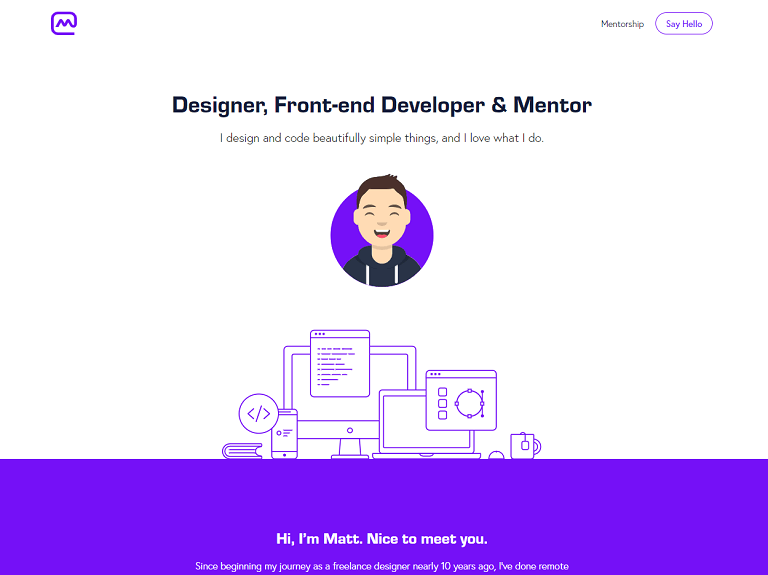 Mentorship
Say Hello
Designer, Front-end Developer & Mentor
I design and code beautifully simple things, and I love what I do.
</>
Hi, I'm Matt. Nice to meet you.
Since beginning my journey as a freelance designer nearly 10 years ago, I've done remote